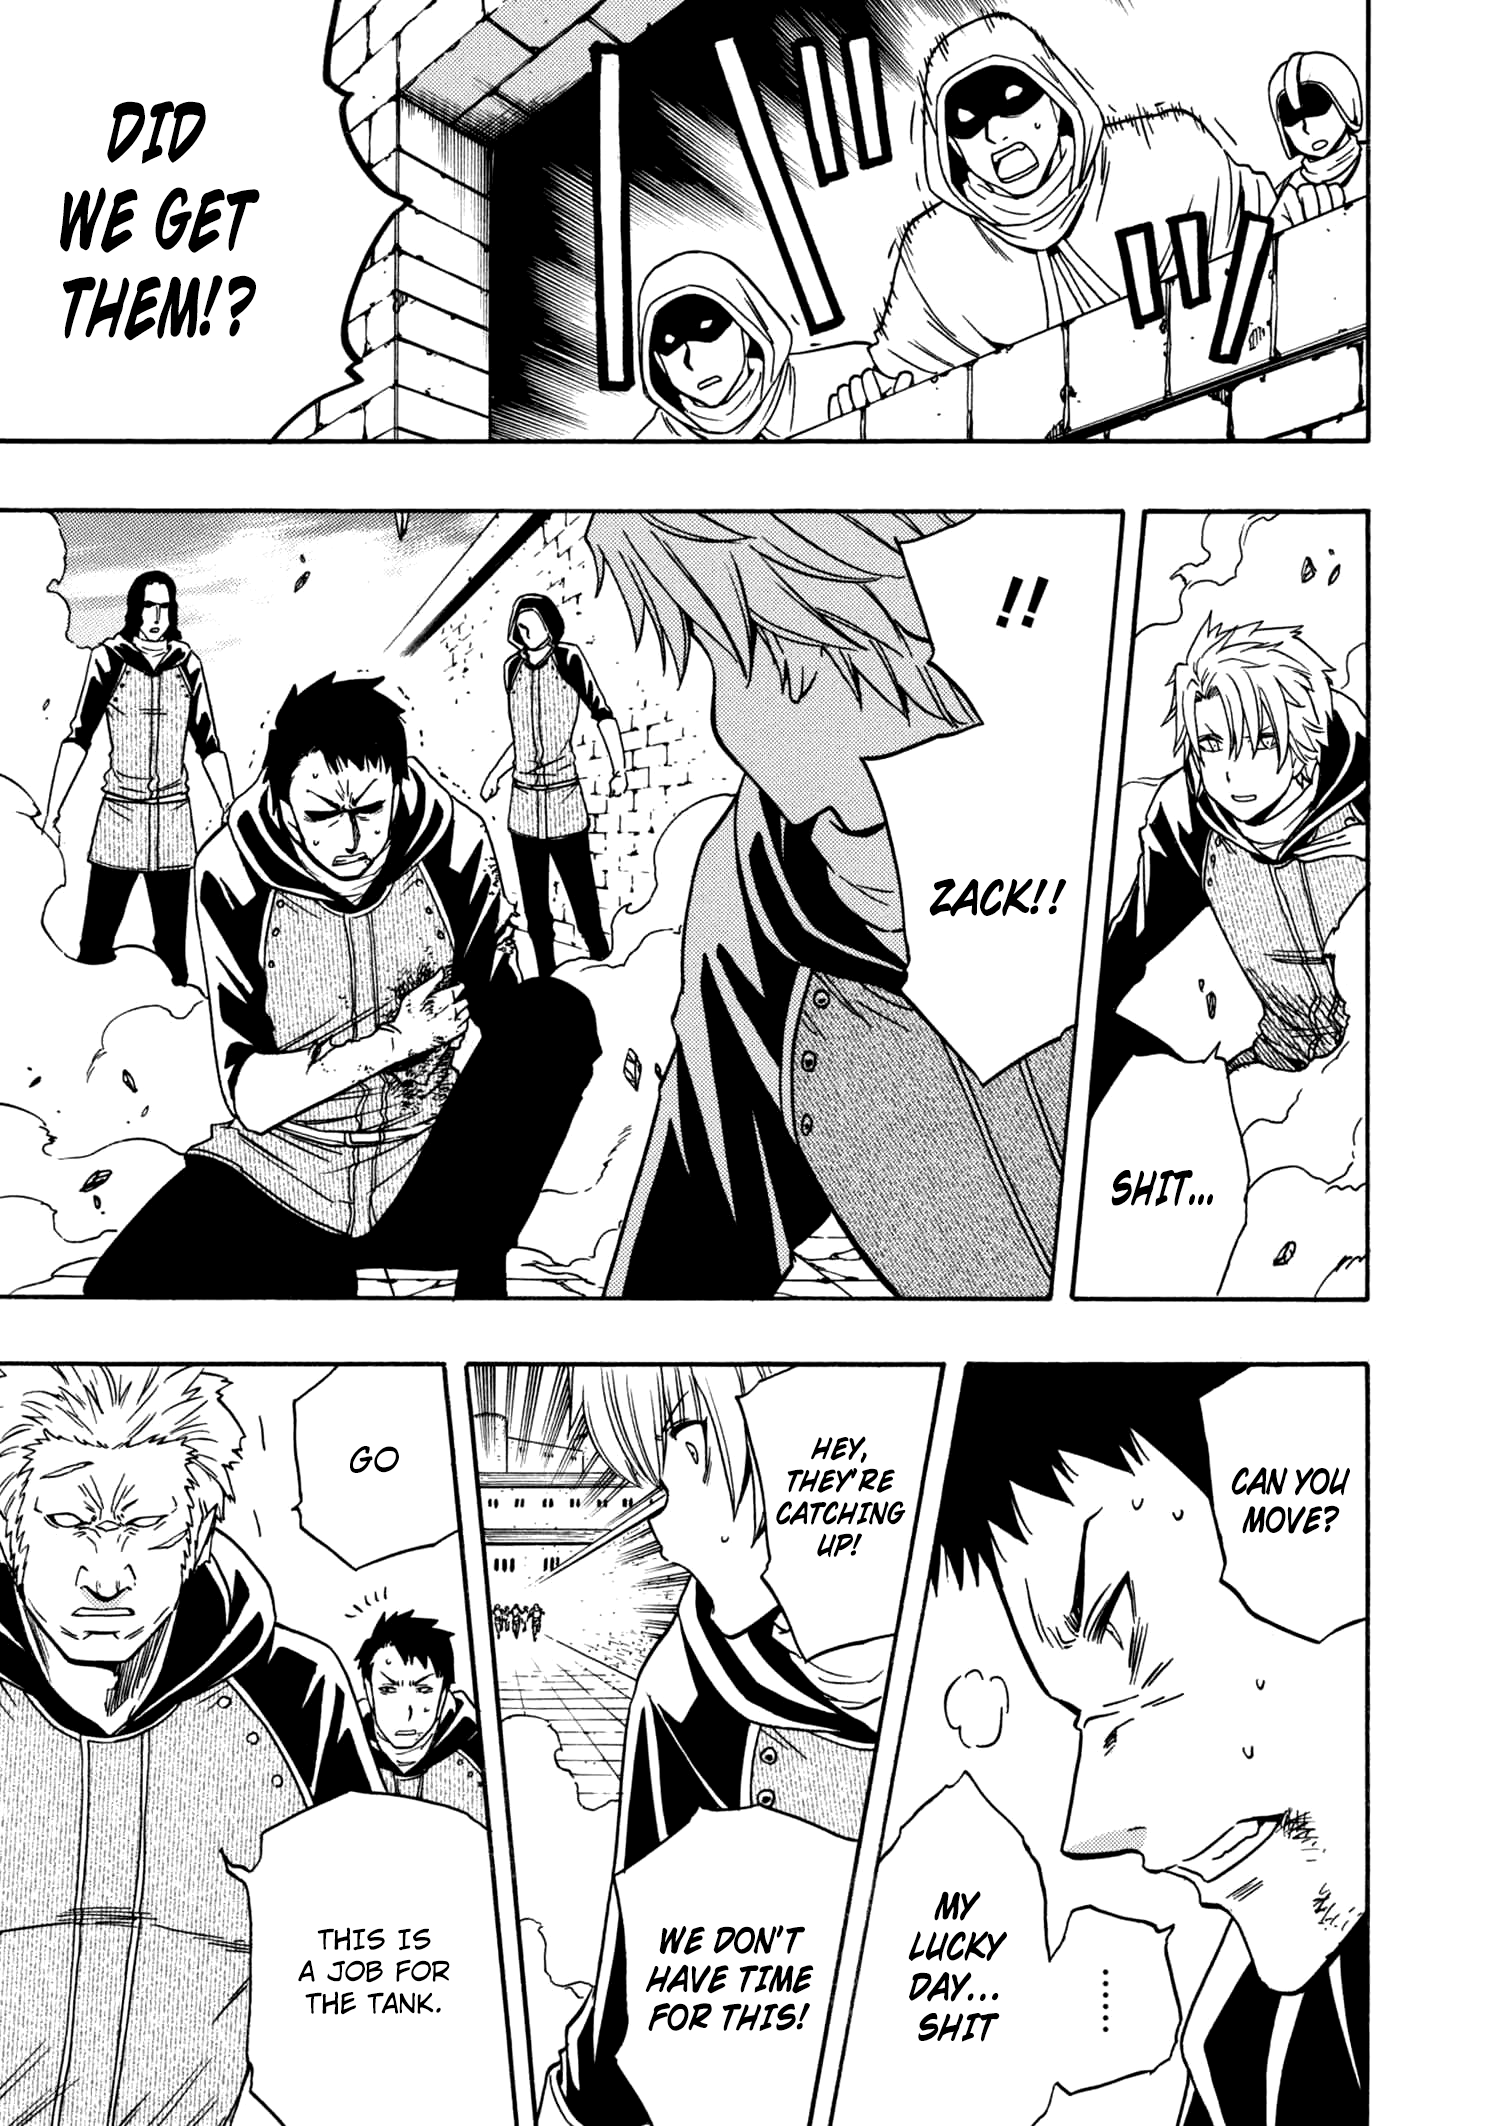 DID
WE GET
THEM!?
SHIT...
!!
ZACK!!
CAN YOU
MOVE?
......
MY
LUCKY
DAY...
SHIT
HEY,
THEY'RE
CATCHING
UP!
WE DON'T
HAVE TIME
FOR THIS!
GO
THIS IS
A JOB FOR
THE TANK.